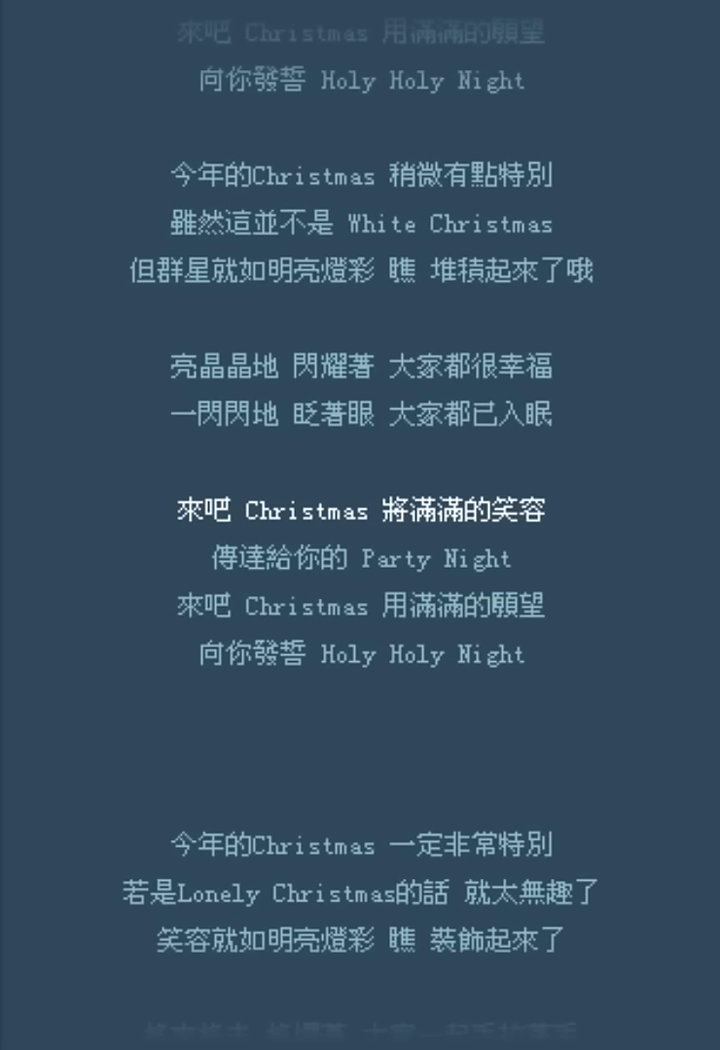 來吧 Christmas 用滿滿的願望
向你發誓 Holy Holy Night
今年的Christmas 稍微有點特別
雖然這並不是 White Christmas
但群星就如明亮燈彩 瞧 堆積起來了哦
亮晶晶地 閃耀著 大家都很幸福
一閃閃地 眨著眼 大家都已入眠
來吧 Christmas 將滿滿的笑容
傳達給你的 Party Night
來吧 Christmas 用滿滿的願望
向你發誓 Holy Holy Night
今年的Christmas 一定非常特別
若是Lonely Christmas的話 就太無趣了
笑容就如明亮燈彩 瞧 裝飾起來了